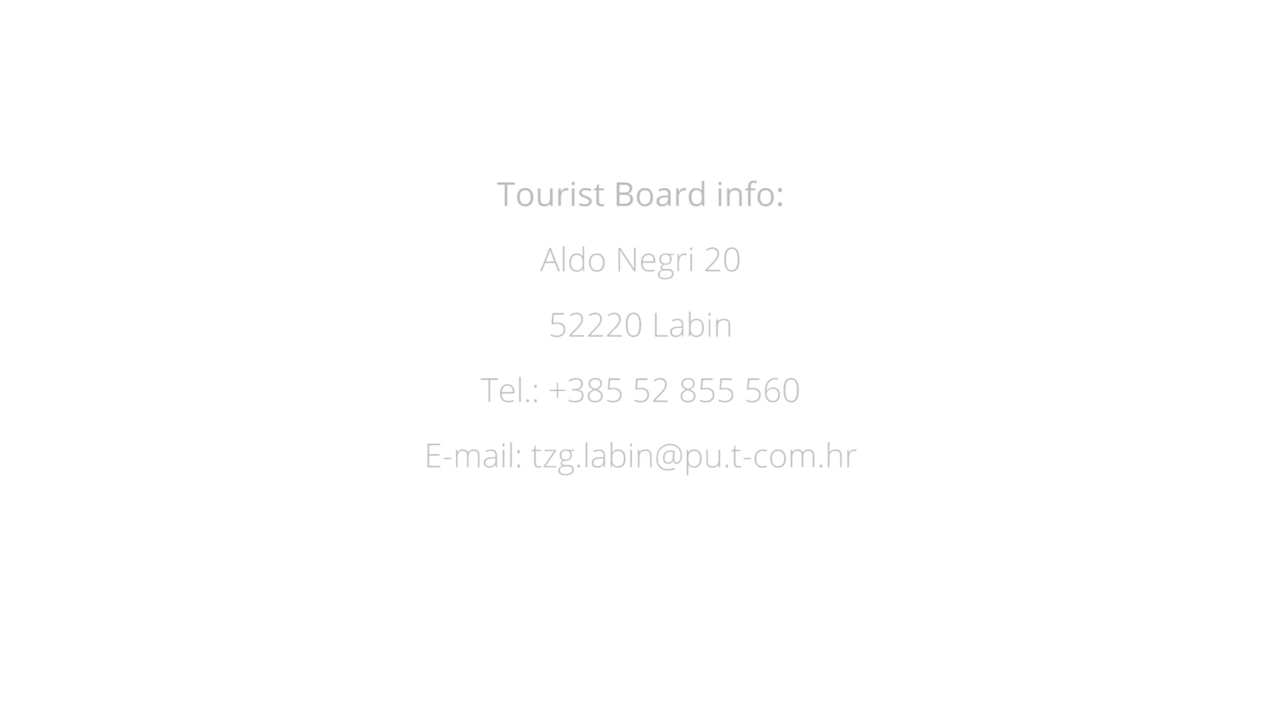 Tourist Board info:
Aldo Negri 20
52220 Labin
Tel.: +385 52 855 560
E-mail: tzg.labin@pu.t-com.hr